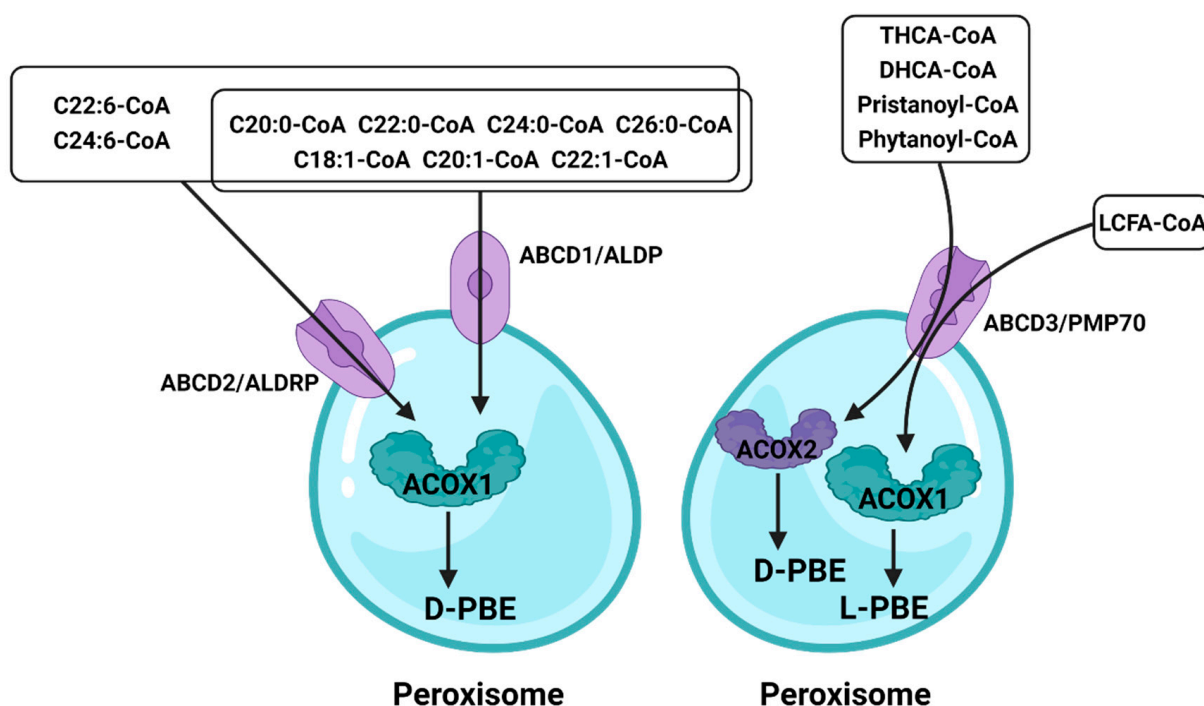 C22:6-CoA
C24:6-CoA
C20:0-CoA C22:0-CoA C24:0-CoA C26:0-CoA
C18:1-CoA C20:1-CoA C22:1-CoA
ABCD1/ALDP
ABCD2/ALDRP
ACOX1
D-PBE
Peroxisome
THCA-CoA
DHCA-CoA
Pristanoyl-CoA
Phytanoyl-CoA
LCFA-CoA
ABCD3/PMP70
ACOX2
ACOX1
D-PBE
L-PBE
Peroxisome